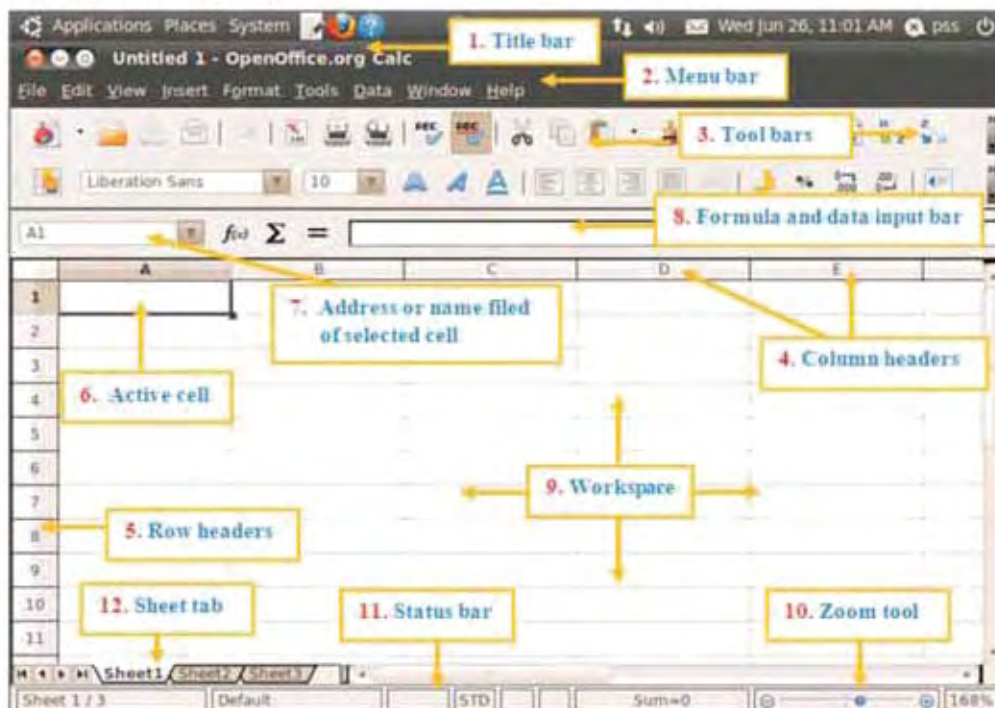 Applications Places System
Wed Jun 26, 11:01 AM pss
1. Title bar
Untitled 1 - OpenOffice.org Calc
2. Menu bar
File Edit View Insert Format Tools Data Window Help
3. Tool bars
Liberation Sans 10
8. Formula and data input bar
A1 f(x) Σ =
A B C D E
1
7. Address or name filed
of selected cell
2
3
4. Column headers
4
6. Active cell
5
6
9. Workspace
7
5. Row headers
8
9
10
12. Sheet tab 11. Status bar 10. Zoom tool
11
Sheet1 Sheet2 Sheet3
Sheet 1 / 3 Default STD Sum=0 168%